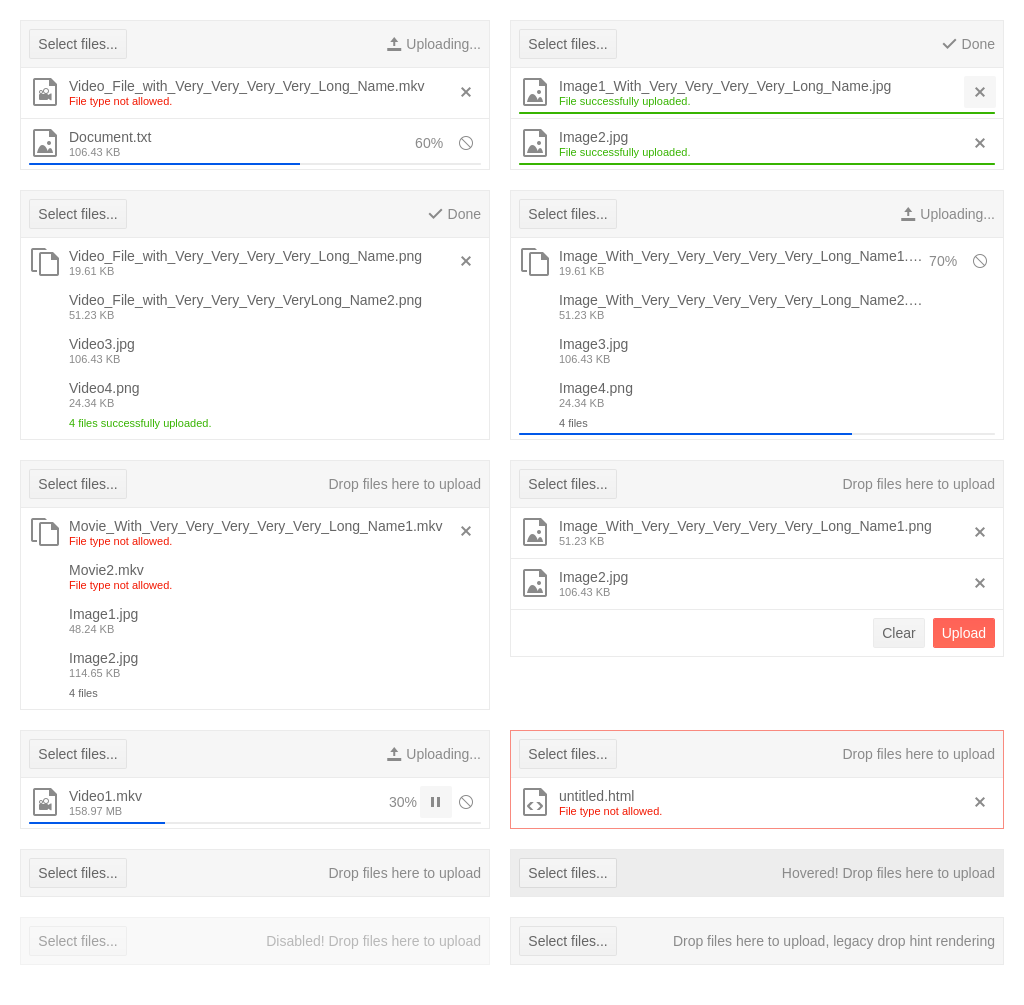 Select files...
Uploading...
Video_File_with_Very_Very_Very_Very_Long_Name.mkv
File type not allowed.
Document.txt
106.43 KB
60%
Select files...
Done
Image1_With_Very_Very_Very_Very_Long_Name.jpg
File successfully uploaded.
Image2.jpg
File successfully uploaded.
Select files...
Done
Video_File_with_Very_Very_Very_Very_Long_Name.png
19.61 KB
Video_File_with_Very_Very_Very_VeryLong_Name2.png
51.23 KB
Video3.jpg
106.43 KB
Video4.png
24.34 KB
4 files successfully uploaded.
Select files...
Uploading...
Image_With_Very_Very_Very_Very_Very_Long_Name1....
70%
19.61 KB
Image_With_Very_Very_Very_Very_Very_Long_Name2....
51.23 KB
Image3.jpg
106.43 KB
Image4.png
24.34 KB
4 files
Select files...
Drop files here to upload
Movie_With_Very_Very_Very_Very_Very_Long_Name1.mkv
File type not allowed.
Movie2.mkv
File type not allowed.
Image1.jpg
48.24 KB
Image2.jpg
114.65 KB
4 files
Select files...
Drop files here to upload
Image_With_Very_Very_Very_Very_Very_Long_Name1.png
51.23 KB
Image2.jpg
106.43 KB
Clear
Upload
Select files...
Uploading...
Video1.mkv
158.97 MB
30%
Select files...
Drop files here to upload
untitled.html
File type not allowed.
Select files...
Drop files here to upload
Select files...
Hovered! Drop files here to upload
Select files...
Disabled! Drop files here to upload
Select files...
Drop files here to upload, legacy drop hint rendering